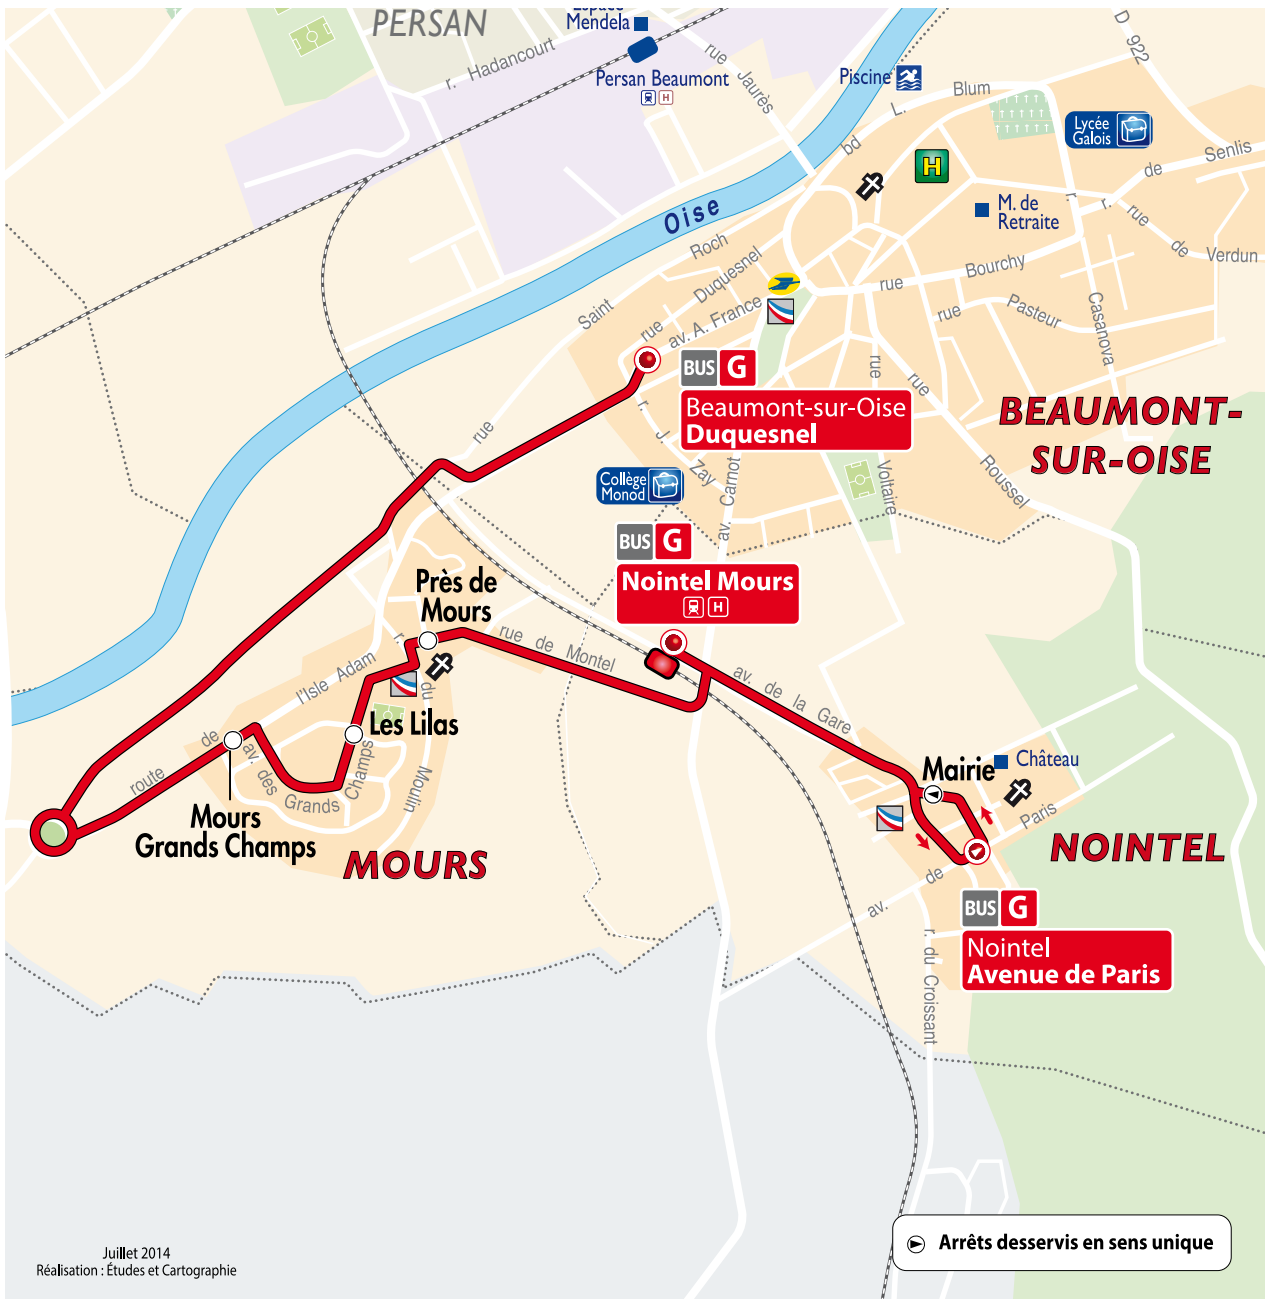 PERSAN
Espace
Mendela
r. Hadancourt
rue Jaurès
Persan Beaumont
H
Piscine
bd L. Blum
D 922
Lycée
Galois
H
r. de Senlis
M. de
Retraite
r.
rue de Verdun
Oise
rue Saint Roch
rue Duquesnel
av. A. France
rue Bourchy
rue Pasteur
Casanova
BUS G
Beaumont-sur-Oise
Duquesnel
BEAUMONT-
SUR-OISE
r. J. Zay
av. Carnot
rue Voltaire
rue Roussel
Collège
Monod
BUS G
Nointel Mours
H
Près de
Mours
rue de Montel
route de l'Isle Adam
r. du Moulin
Les Lilas
av. des Grands Champs
Mours
Grands Champs
MOURS
av. de la Gare
Mairie
Château
av. de Paris
NOINTEL
BUS G
Nointel
Avenue de Paris
r. du Croissant
Arrêts desservis en sens unique
Juillet 2014
Réalisation : Études et Cartographie